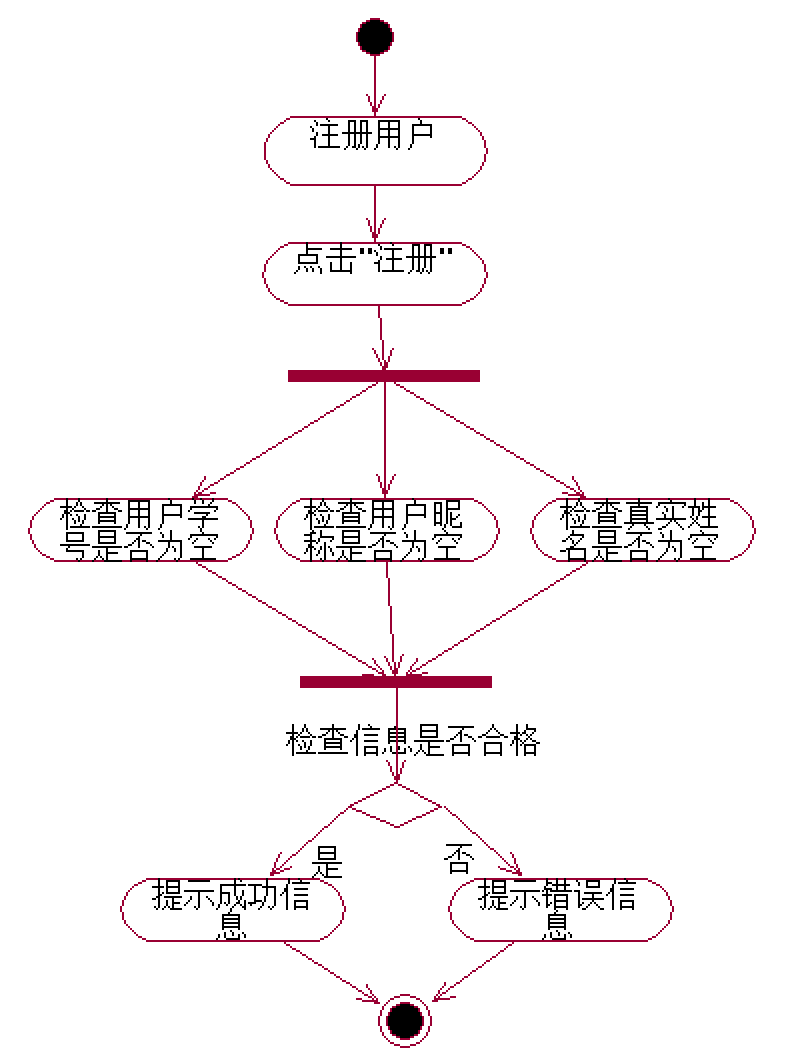 注册用户
点击"注册"
检查用户学
号是否为空
检查用户昵
称是否为空
检查真实姓
名是否为空
检查信息是否合格
是
否
提示成功信
息
提示错误信
息